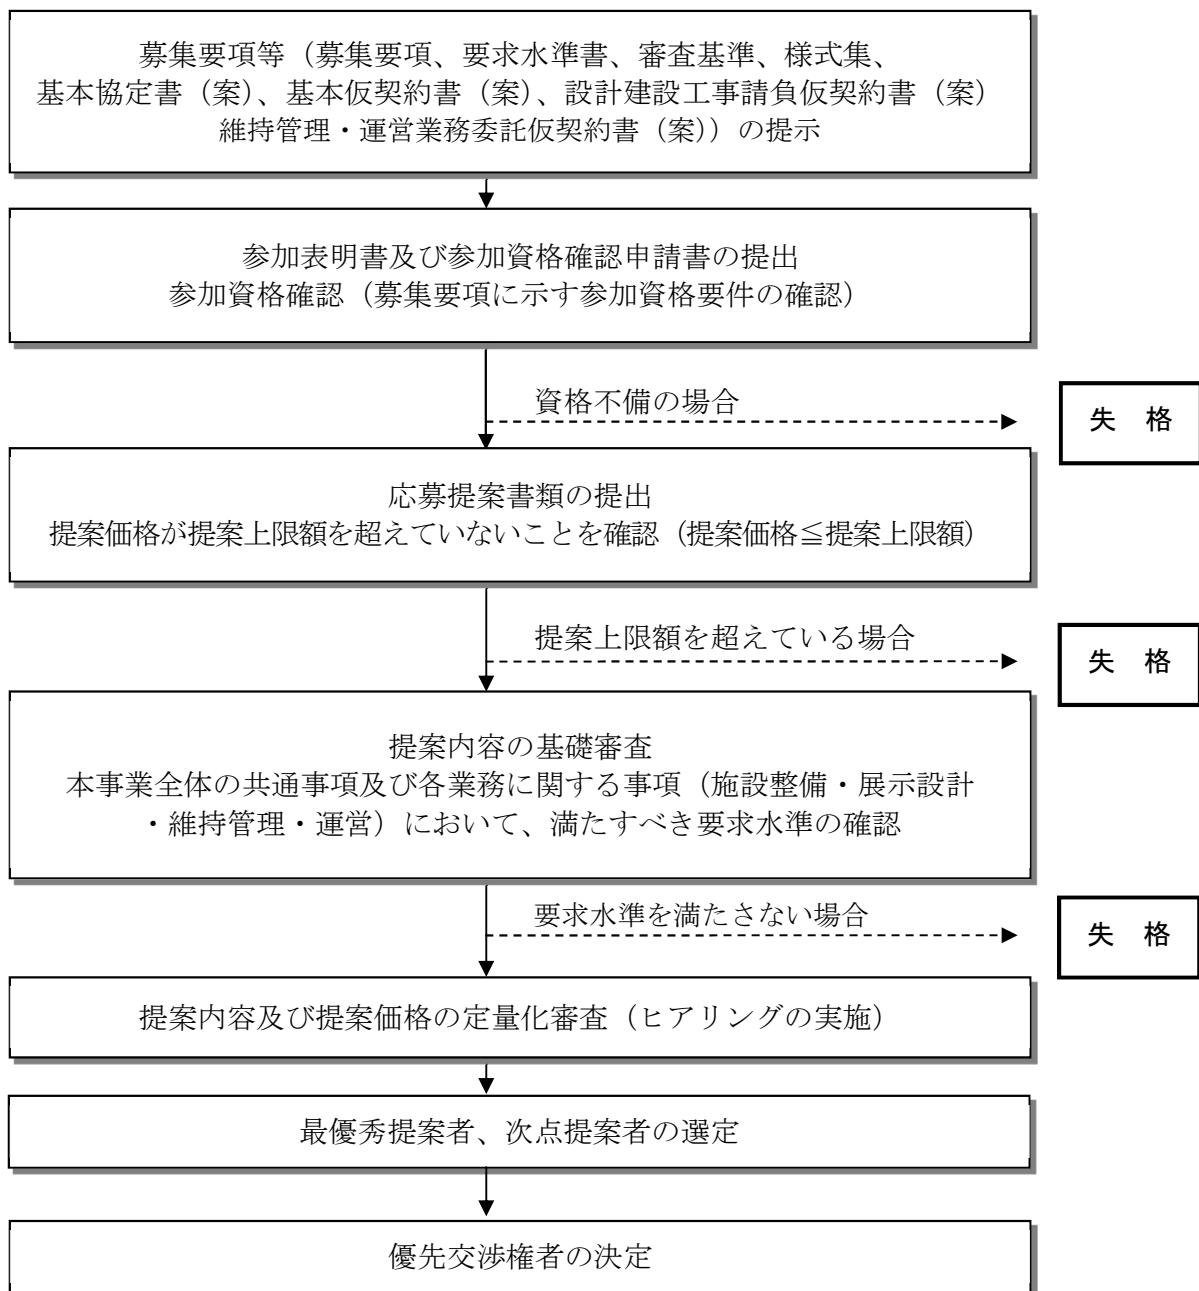 募集要項等（募集要項、要求水準書、審査基準、様式集、
基本協定書（案）、基本仮契約書（案）、設計建設工事請負仮契約書（案）
維持管理・運営業務委託仮契約書（案））の提示
参加表明書及び参加資格確認申請書の提出
参加資格確認（募集要項に示す参加資格要件の確認）
資格不備の場合
失　格
応募提案書類の提出
提案価格が提案上限額を超えていないことを確認（提案価格≦提案上限額）
提案上限額を超えている場合
失　格
提案内容の基礎審査
本事業全体の共通事項及び各業務に関する事項（施設整備・展示設計
・維持管理・運営）において、満たすべき要求水準の確認
要求水準を満たさない場合
失　格
提案内容及び提案価格の定量化審査（ヒアリングの実施）
最優秀提案者、次点提案者の選定
優先交渉権者の決定